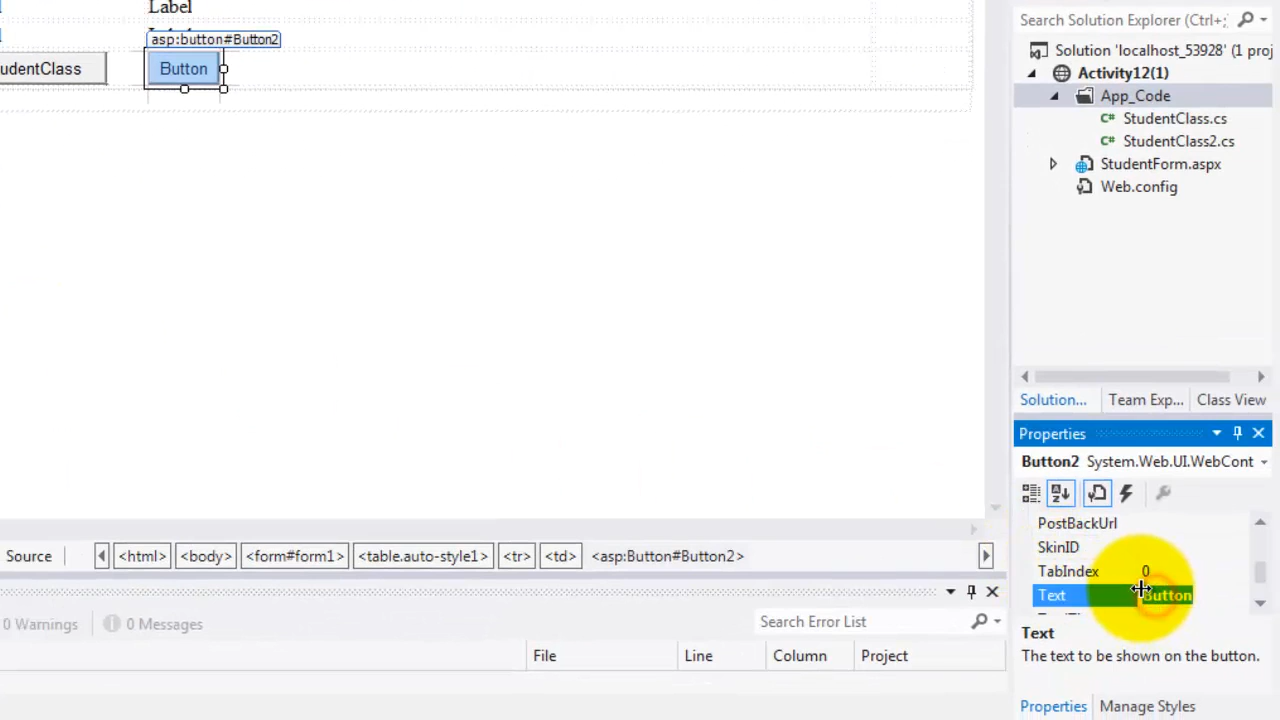 Label
asp:button#Button2
udentClass
Button
Source
<html>
<body>
<form#form1>
<table.auto-style1>
<tr>
<td>
<asp:Button#Button2>
0 Warnings
0 Messages
Search Error List
File
Line
Column
Project
Search Solution Explorer (Ctrl+;
Solution 'localhost_53928' (1 proj
Activity12(1)
App_Code
C# StudentClass.cs
C# StudentClass2.cs
StudentForm.aspx
Web.config
Solution...
Team Exp...
Class View
Properties
Button2 System.Web.UI.WebCont
PostBackUrl
SkinID
TabIndex 0
Text Button
Text
The text to be shown on the button.
Properties
Manage Styles